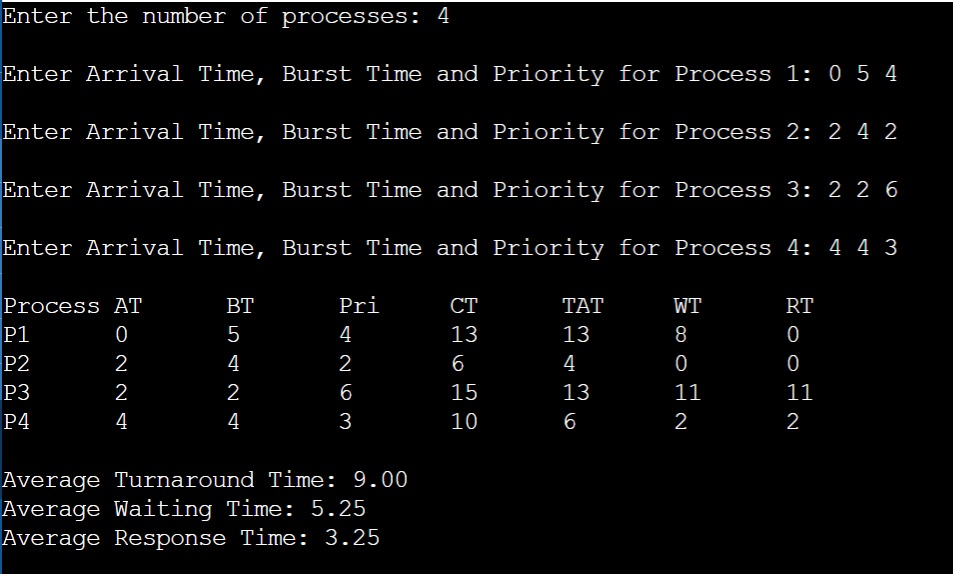 Enter the number of processes: 4
Enter Arrival Time, Burst Time and Priority for Process 1: 0 5 4
Enter Arrival Time, Burst Time and Priority for Process 2: 2 4 2
Enter Arrival Time, Burst Time and Priority for Process 3: 2 2 6
Enter Arrival Time, Burst Time and Priority for Process 4: 4 4 3
Process AT BT Pri CT TAT WT RT
P1 0 5 4 13 13 8 0
P2 2 4 2 6 4 0 0
P3 2 2 6 15 13 11 11
P4 4 4 3 10 6 2 2
Average Turnaround Time: 9.00
Average Waiting Time: 5.25
Average Response Time: 3.25